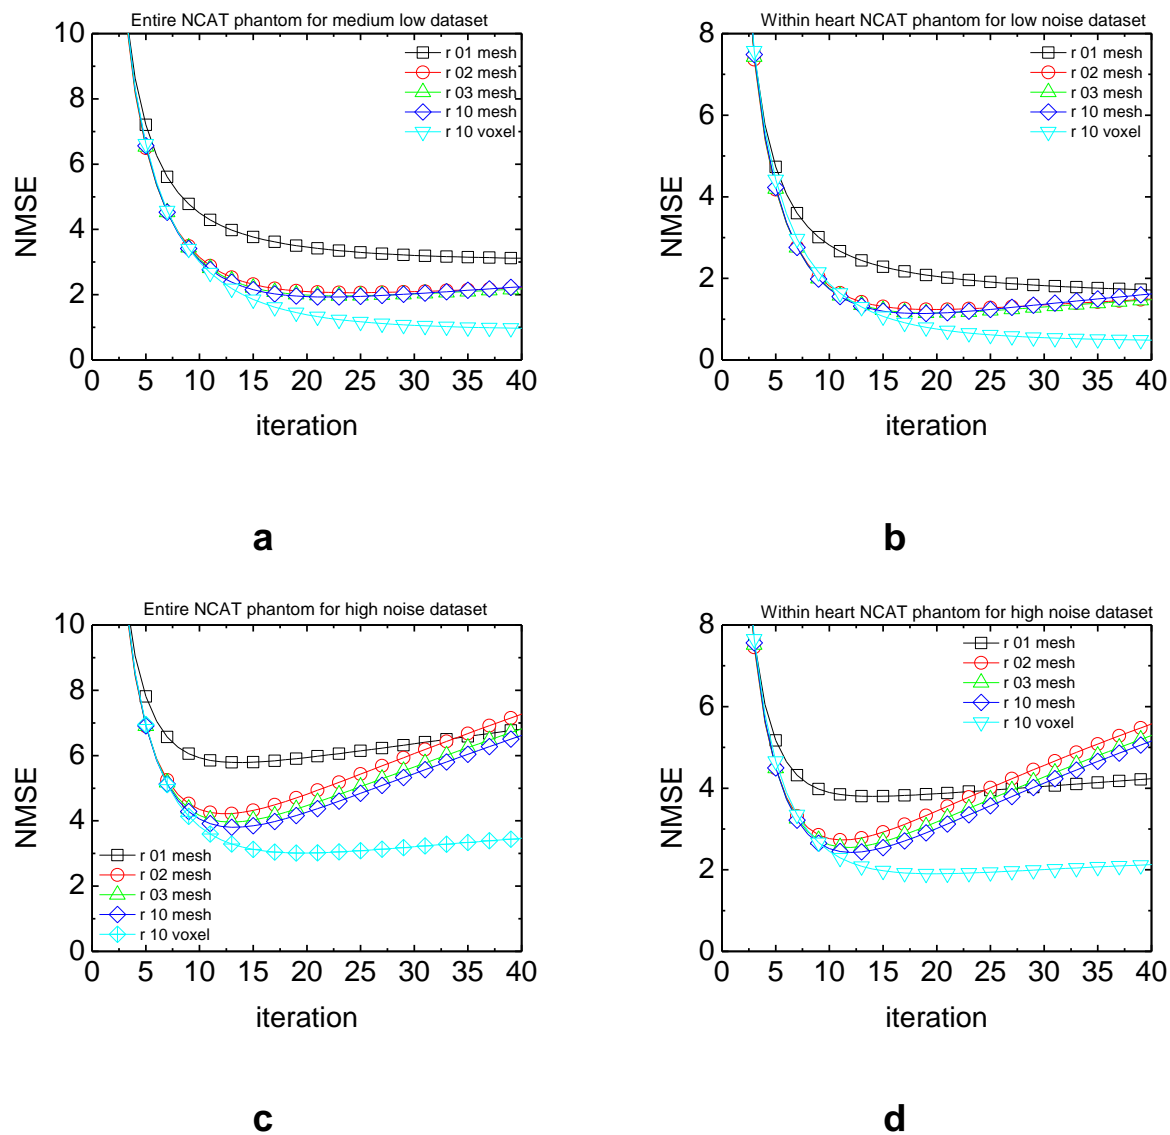 Entire NCAT phantom for medium low dataset
10
8
6
4
2
0
NMSE
r 01 mesh
r 02 mesh
r 03 mesh
r 10 mesh
r 10 voxel
0 5 10 15 20 25 30 35 40
iteration
a
Within heart NCAT phantom for low noise dataset
8
6
4
2
0
NMSE
r 01 mesh
r 02 mesh
r 03 mesh
r 10 mesh
r 10 voxel
0 5 10 15 20 25 30 35 40
iteration
b
Entire NCAT phantom for high noise dataset
10
8
6
4
2
0
NMSE
r 01 mesh
r 02 mesh
r 03 mesh
r 10 mesh
r 10 voxel
0 5 10 15 20 25 30 35 40
iteration
c
Within heart NCAT phantom for high noise dataset
8
6
4
2
0
NMSE
r 01 mesh
r 02 mesh
r 03 mesh
r 10 mesh
r 10 voxel
0 5 10 15 20 25 30 35 40
iteration
d